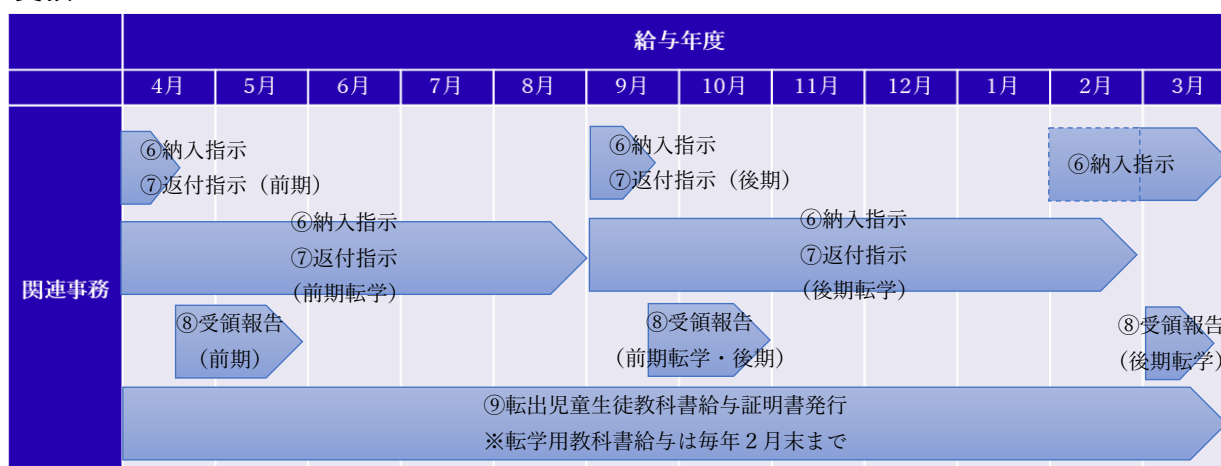 給与年度
4月 5月 6月 7月 8月 9月 10月 11月 12月 1月 2月 3月
関連事務
⑥納入指示
⑦返付指示（前期）
⑥納入指示
⑦返付指示（後期）
⑥納入指示
⑥納入指示
⑦返付指示
(前期転学)
⑥納入指示
⑦返付指示
(後期転学)
⑧受領報告
(前期)
⑧受領報告
(前期転学・後期)
⑧受領報告
(後期転学)
⑨転出児童生徒教科書給与証明書発行
※転学用教科書給与は毎年２月末まで